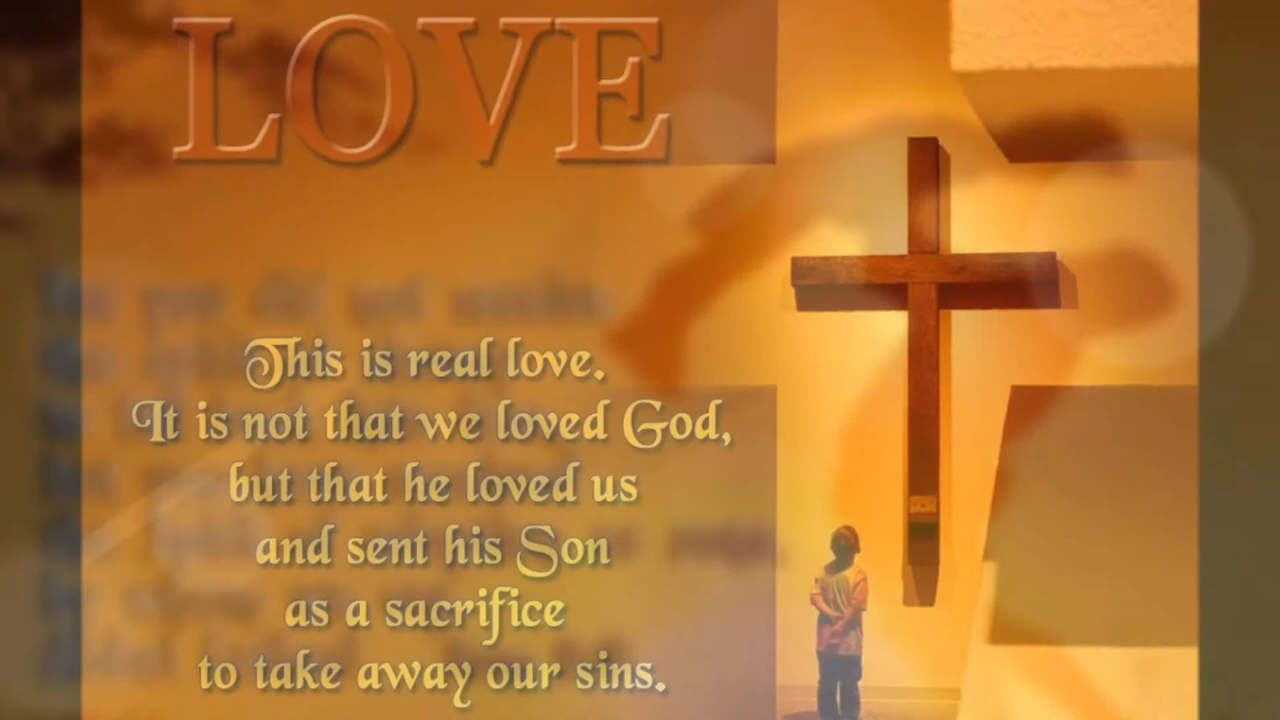 LOVE
This is real love.
It is not that we loved God,
but that he loved us
and sent his Son
as a sacrifice
to take away our sins.